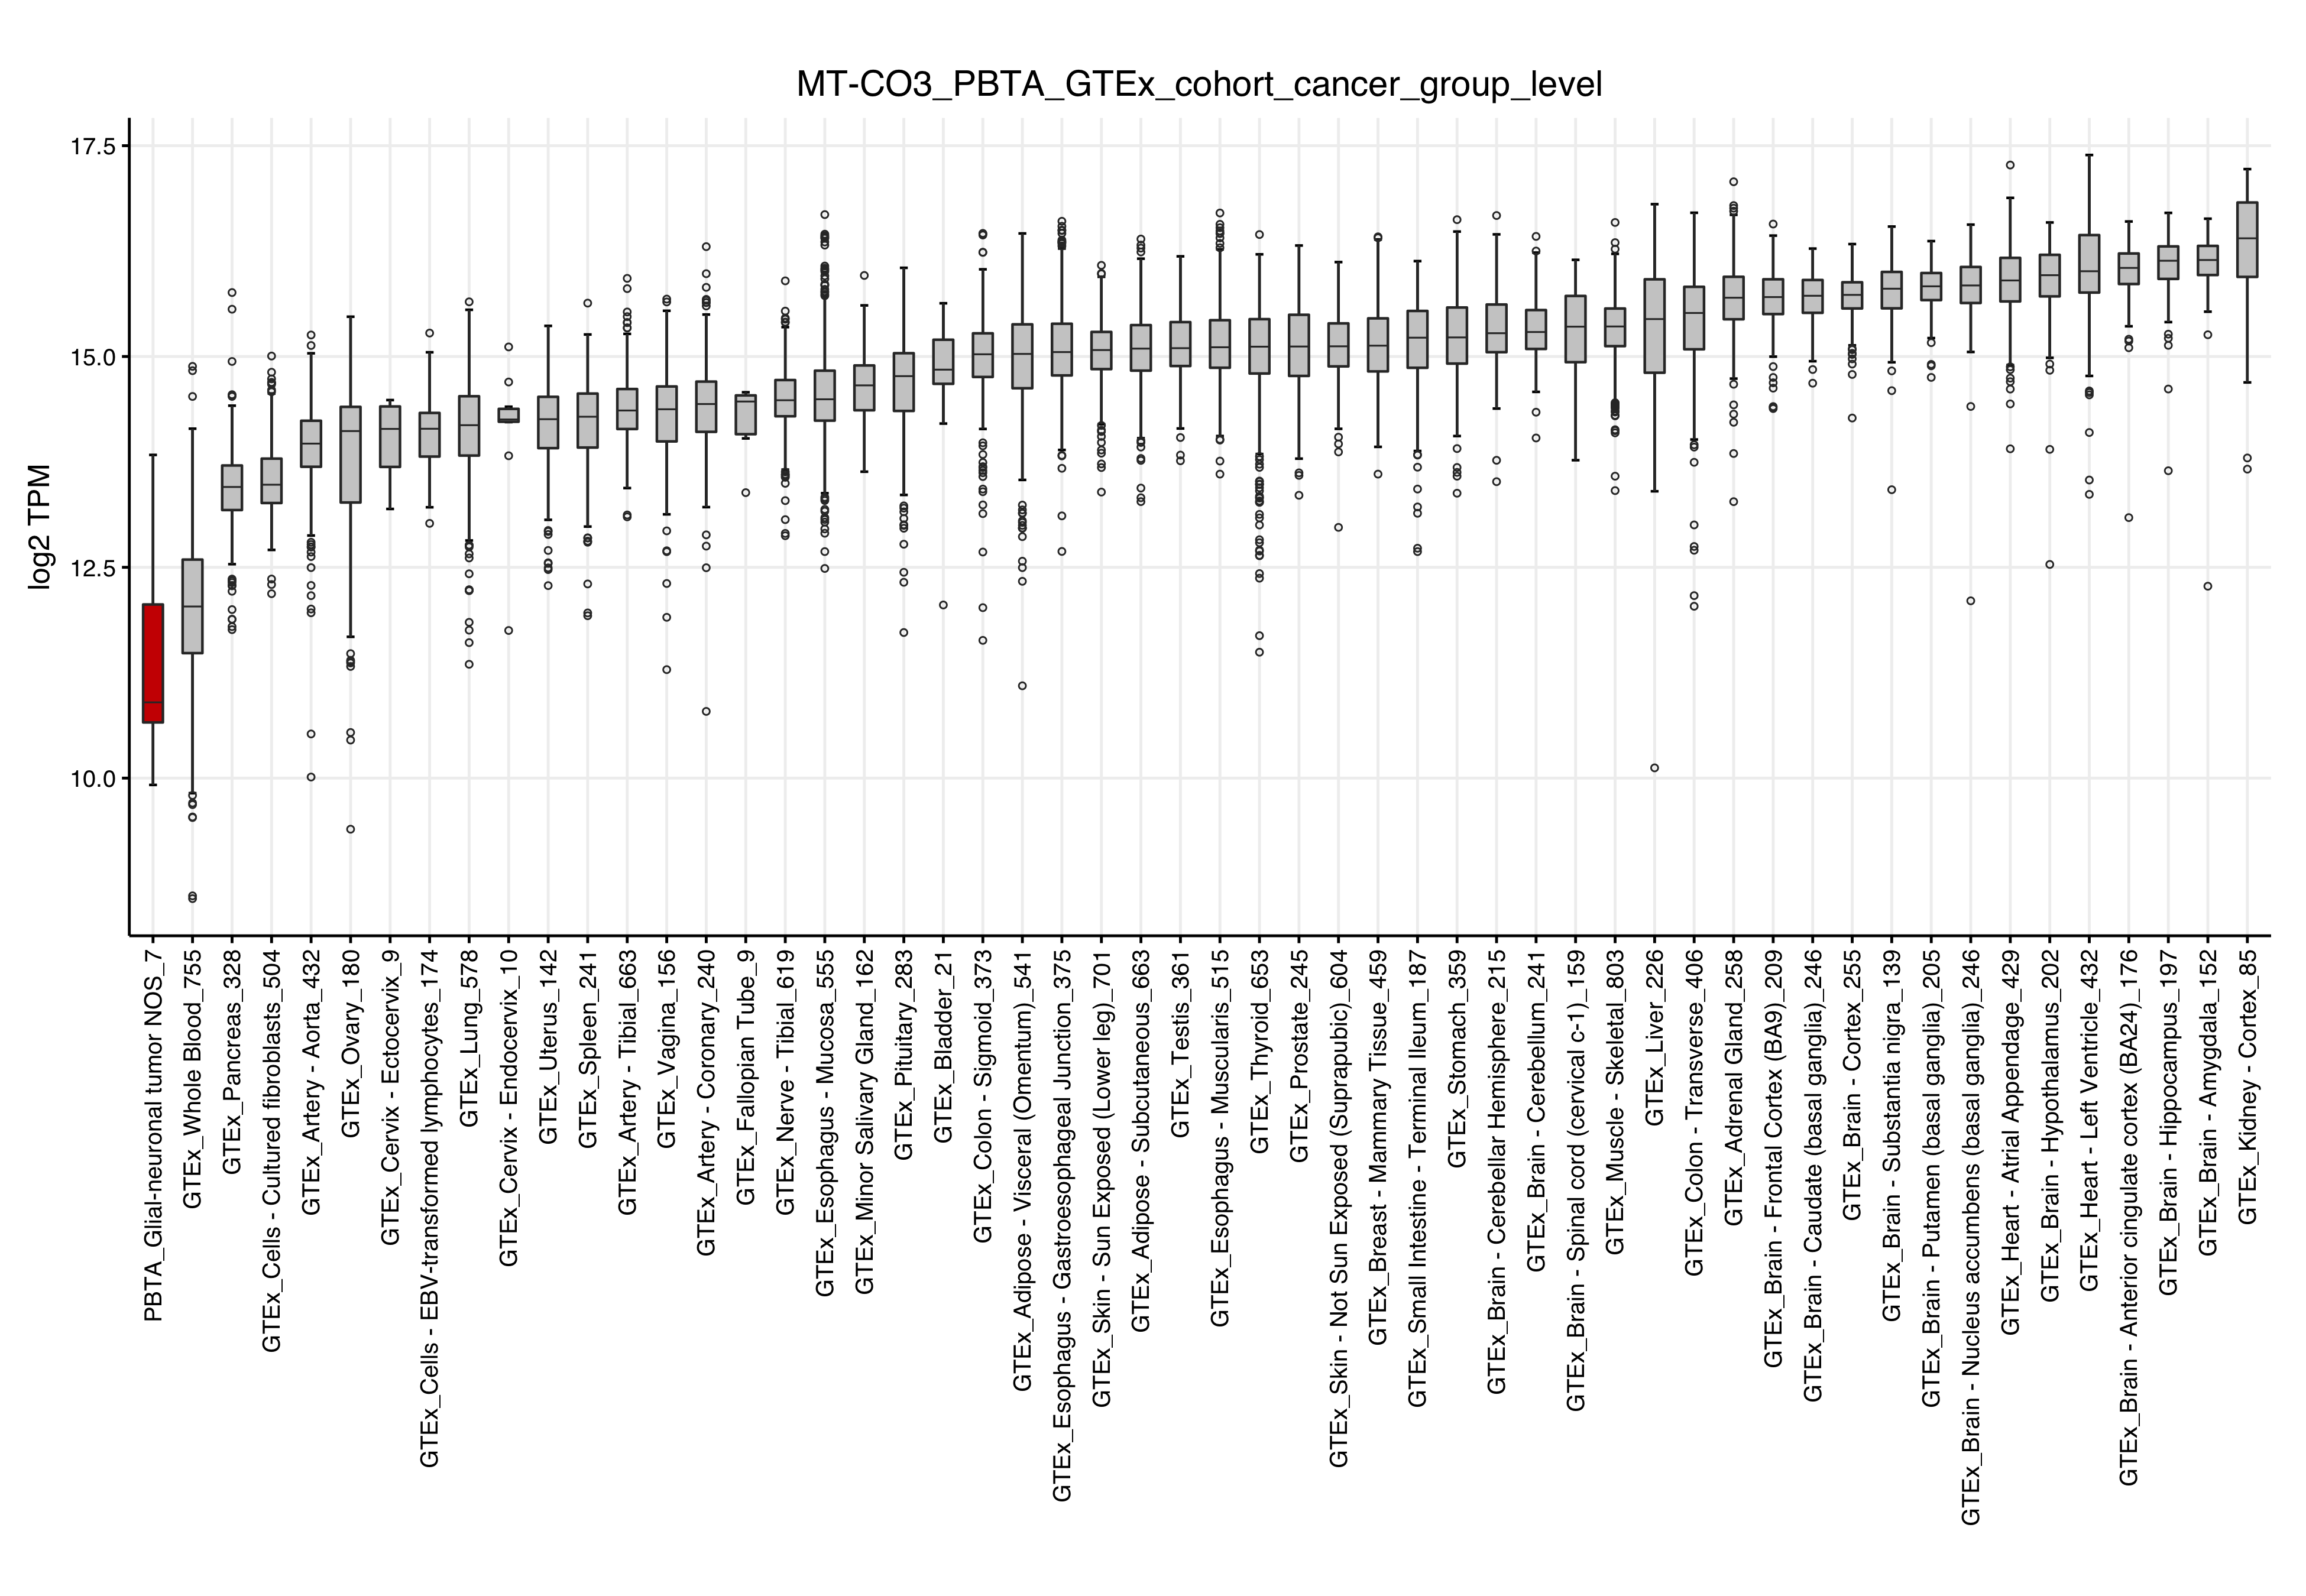 MT-CO3_PBTA_GTEx_cohort_cancer_group_level
log2 TPM
17.5
15.0
12.5
10.0
PBTA_Glial-neuronal tumor NOS_7
GTEx_Whole Blood_755
GTEx_Pancreas_328
GTEx_Cells - Cultured fibroblasts_504
GTEx_Artery - Aorta_432
GTEx_Ovary_180
GTEx_Cervix - Ectocervix_9
GTEx_Cells - EBV-transformed lymphocytes_174
GTEx_Lung_578
GTEx_Cervix - Endocervix_10
GTEx_Uterus_142
GTEx_Spleen_241
GTEx_Artery - Tibial_663
GTEx_Vagina_156
GTEx_Artery - Coronary_240
GTEx_Fallopian Tube_9
GTEx_Nerve - Tibial_619
GTEx_Esophagus - Mucosa_555
GTEx_Minor Salivary Gland_162
GTEx_Pituitary_283
GTEx_Bladder_21
GTEx_Colon - Sigmoid_373
GTEx_Adipose - Visceral (Omentum)_541
GTEx_Esophagus - Gastroesophageal Junction_375
GTEx_Skin - Sun Exposed (Lower leg)_701
GTEx_Adipose - Subcutaneous_663
GTEx_Testis_361
GTEx_Esophagus - Muscularis_515
GTEx_Thyroid_653
GTEx_Prostate_245
GTEx_Skin - Not Sun Exposed (Suprapubic)_604
GTEx_Breast - Mammary Tissue_459
GTEx_Small Intestine - Terminal Ileum_187
GTEx_Stomach_359
GTEx_Brain - Cerebellar Hemisphere_215
GTEx_Brain - Cerebellum_241
GTEx_Brain - Spinal cord (cervical c-1)_159
GTEx_Muscle - Skeletal_803
GTEx_Liver_226
GTEx_Colon - Transverse_406
GTEx_Adrenal Gland_258
GTEx_Brain - Frontal Cortex (BA9)_209
GTEx_Brain - Caudate (basal ganglia)_246
GTEx_Brain - Cortex_255
GTEx_Brain - Substantia nigra_139
GTEx_Brain - Putamen (basal ganglia)_205
GTEx_Brain - Nucleus accumbens (basal ganglia)_246
GTEx_Heart - Atrial Appendage_429
GTEx_Brain - Hypothalamus_202
GTEx_Heart - Left Ventricle_432
GTEx_Brain - Anterior cingulate cortex (BA24)_176
GTEx_Brain - Hippocampus_197
GTEx_Brain - Amygdala_152
GTEx_Kidney - Cortex_85